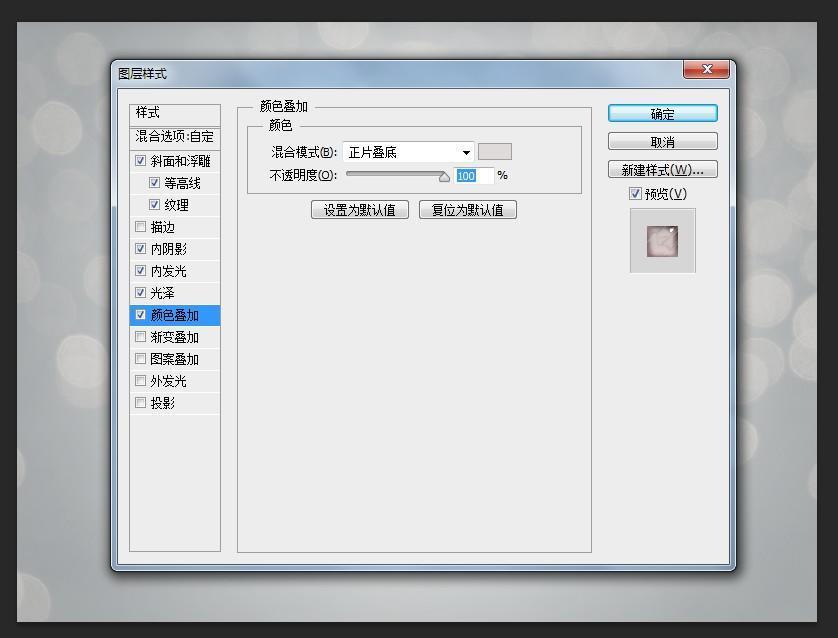 图层样式
样式
混合选项:自定
斜面和浮雕
等高线
纹理
描边
内阴影
内发光
光泽
颜色叠加
渐变叠加
图案叠加
外发光
投影
颜色叠加
颜色
混合模式(B): 正片叠底
不透明度(O): 100 %
设置为默认值 复位为默认值
确定
取消
新建样式(W)...
预览(V)